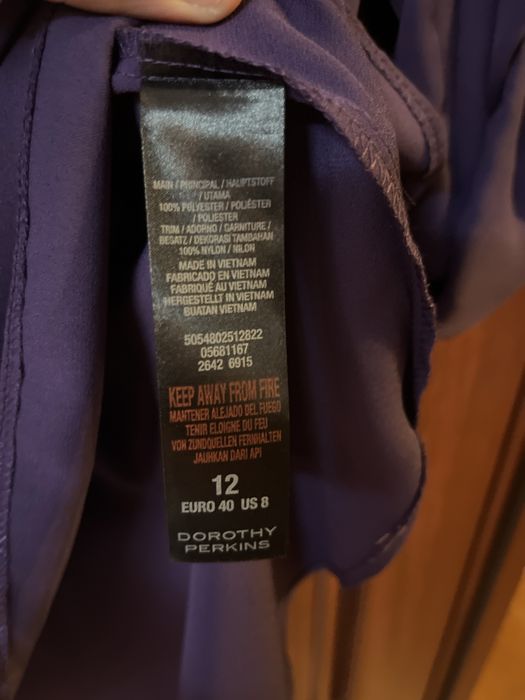 MAIN / PRINCIPAL / HAUPTSTOFF
/ UTAMA
100% POLYESTER / POLIÉSTER
/ POLIESTER
TRIM / ADORNO / GARNITURE /
BESATZ / DEKORASI TAMBAHAN
100% NYLON / NILON
MADE IN VIETNAM
FABRICADO EN VIETNAM
FABRIQUÉ AU VIETNAM
HERGESTELLT IN VIETNAM
BUATAN VIETNAM
5054802512822
05681167
2642 6915
KEEP AWAY FROM FIRE
MANTENER ALEJADO DEL FUEGO
TENIR ELOIGNE DU FEU
VON ZUNDQUELLEN FERNHALTEN
JAUHKAN DARI API
12
EURO 40 US 8
DOROTHY
PERKINS